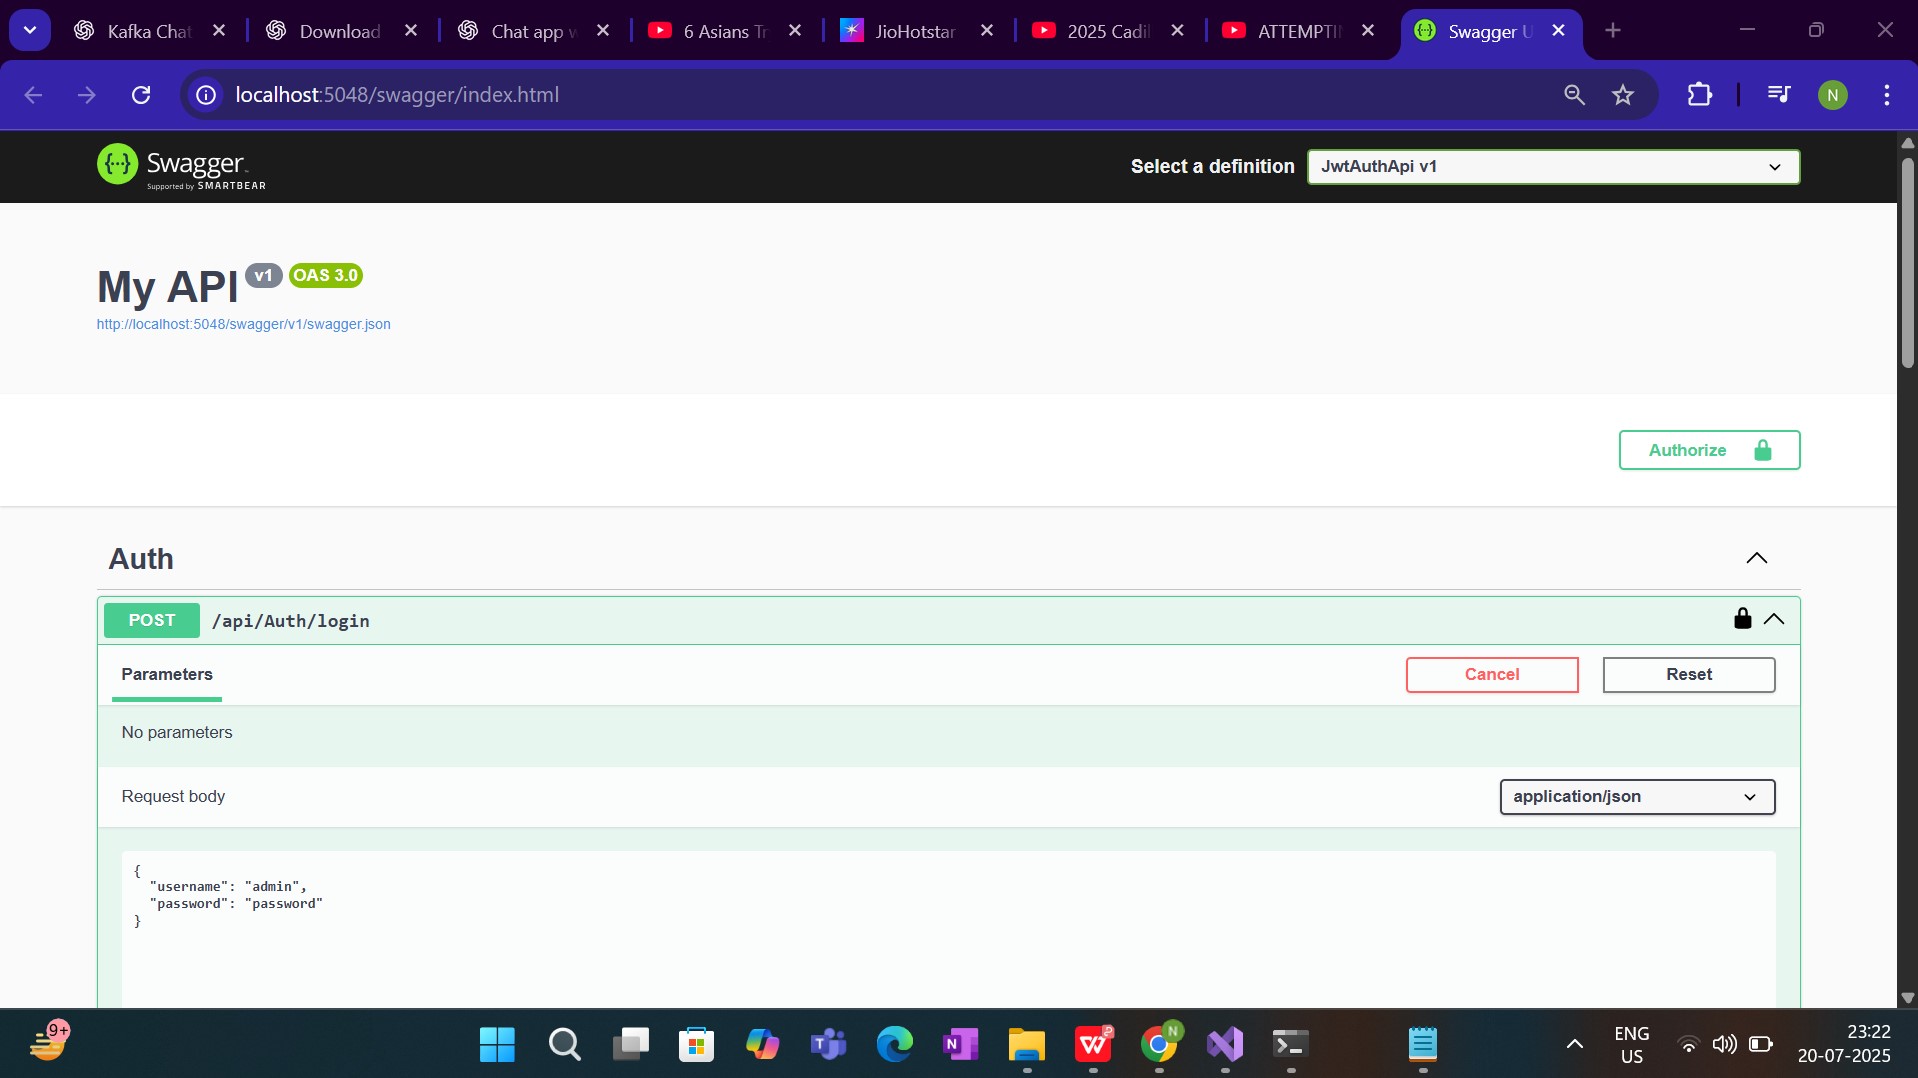 Kafka Chat
Download
Chat app w
6 Asians Tr
JioHotstar
2025 Cadil
ATTEMPTI
Swagger U
localhost:5048/swagger/index.html
N
Swagger
Supported by SMARTBEAR
Select a definition
JwtAuthApi v1
My API v1 OAS 3.0
http://localhost:5048/swagger/v1/swagger.json
Authorize
Auth
POST /api/Auth/login
Parameters
Cancel
Reset
No parameters
Request body
application/json
{
"username": "admin",
"password": "password"
}
9+
N
ENG
US
23:22
20-07-2025